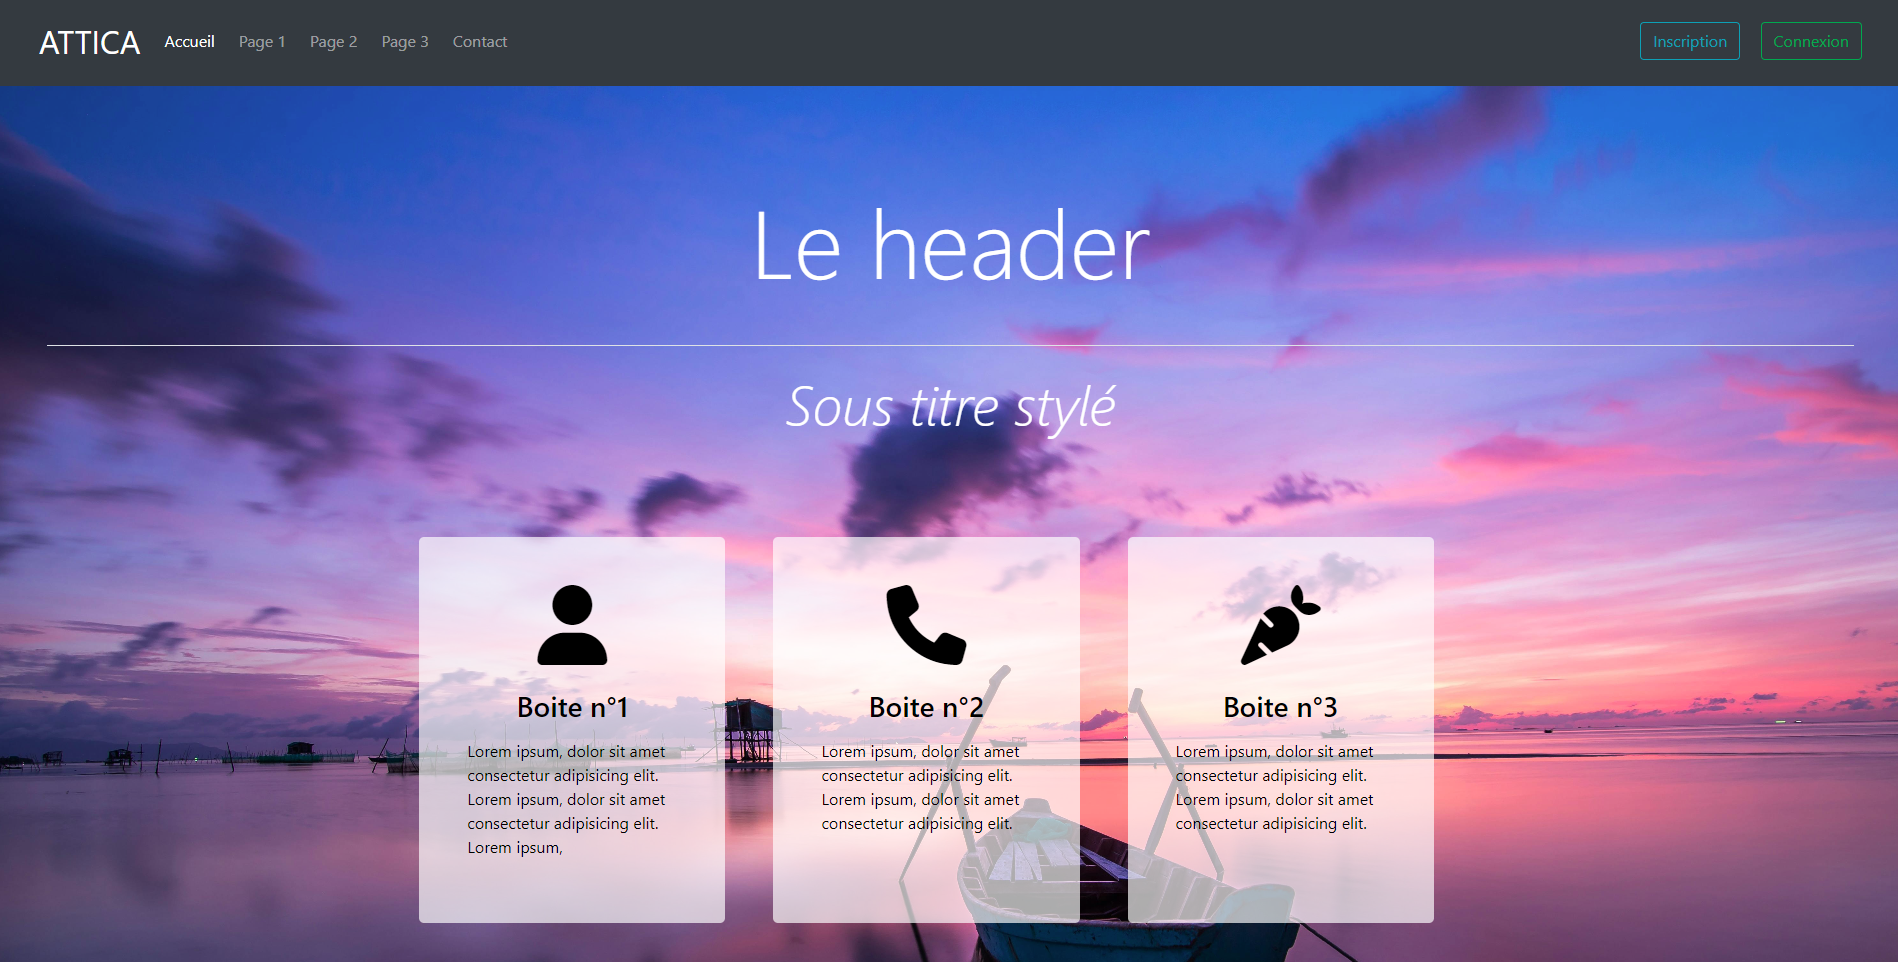 ATTICA Accueil Page 1 Page 2 Page 3 Contact Inscription Connexion
Le header
Sous titre stylé
Boite n°1
Lorem ipsum, dolor sit amet
consectetur adipisicing elit.
Lorem ipsum, dolor sit amet
consectetur adipisicing elit.
Lorem ipsum,
Boite n°2
Lorem ipsum, dolor sit amet
consectetur adipisicing elit.
Lorem ipsum, dolor sit amet
consectetur adipisicing elit.
Boite n°3
Lorem ipsum, dolor sit amet
consectetur adipisicing elit.
Lorem ipsum, dolor sit amet
consectetur adipisicing elit.